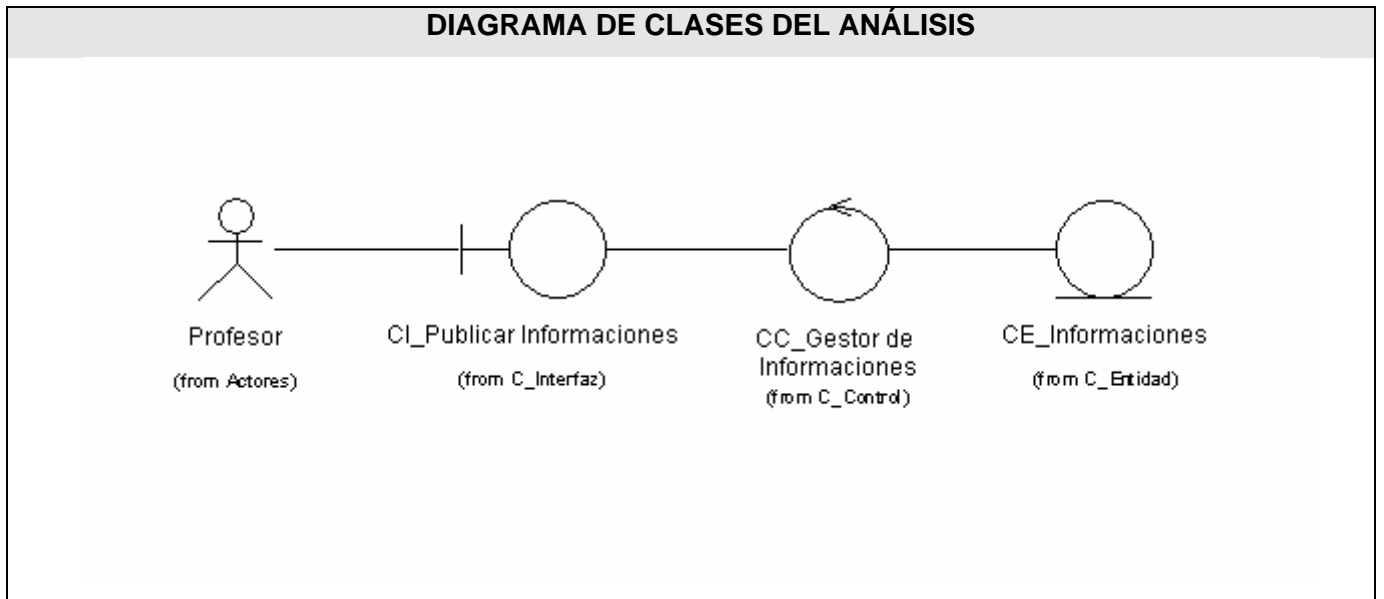 DIAGRAMA DE CLASES DEL ANÁLISIS
Profesor
(from Actores)
CI_Publicar Informaciones
(from C_Interfaz)
CC_Gestor de
Informaciones
(from C_Control)
CE_Informaciones
(from C_Entidad)